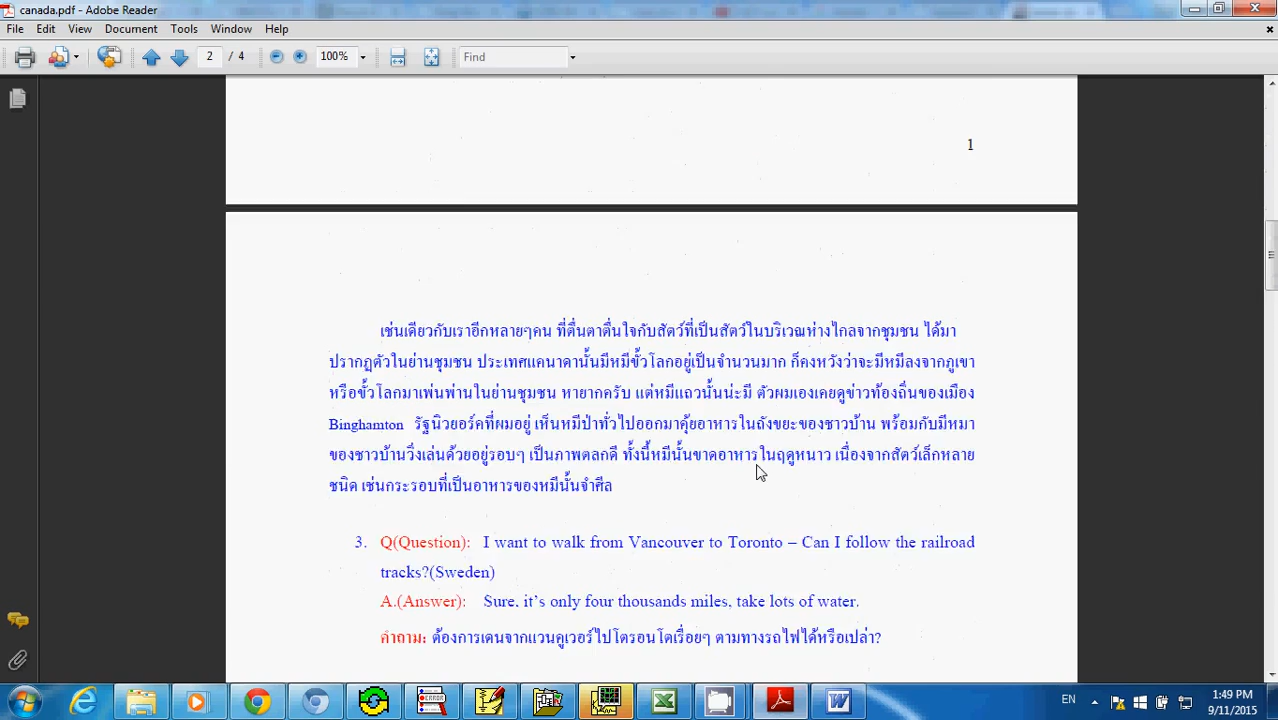 canada.pdf - Adobe Reader
File Edit View Document Tools Window Help
2 / 4 100% Find
1
เช่นเดียวกับเราอีกหลายๆคน ที่ตื่นตาตื่นใจกับสัตว์ที่เป็นสัตว์ในบริเวณห่างไกลจากชุมชน ได้มา
ปรากฏตัวในย่านชุมชน ประเทศแคนาดานั้นมีหมีขั้วโลกอยู่เป็นจำนวนมาก ก็คงหวังว่าจะมีหมีลงจากภูเขา
หรือขั้วโลกมาเพ่นพ่านในย่านชุมชน หายากครับ แต่หมีแถวนั้นน่ะมี ตัวผมเองเคยดูข่าวท้องถิ่นของเมือง
Binghamton รัฐนิวยอร์คที่ผมอยู่ เห็นหมีป่าทั่วไปออกมาคุ้ยอาหารในถังขยะของชาวบ้าน พร้อมกับมีหมา
ของชาวบ้านวิ่งเล่นด้วยอยู่รอบๆ เป็นภาพตลกดี ทั้งนี้หมีนั้นขาดอาหารในฤดูหนาว เนื่องจากสัตว์เล็กหลาย
ชนิด เช่นกระรอบที่เป็นอาหารของหมีนั้นจำศีล
3. Q(Question): I want to walk from Vancouver to Toronto – Can I follow the railroad
tracks?(Sweden)
A.(Answer): Sure, it's only four thousands miles, take lots of water.
คำถาม: ต้องการเดนจากแวนคูเวอร์ไปโตรอนโตเรื่อยๆ ตามทางรถไฟได้หรือเปล่า?
EN 1:49 PM
9/11/2015